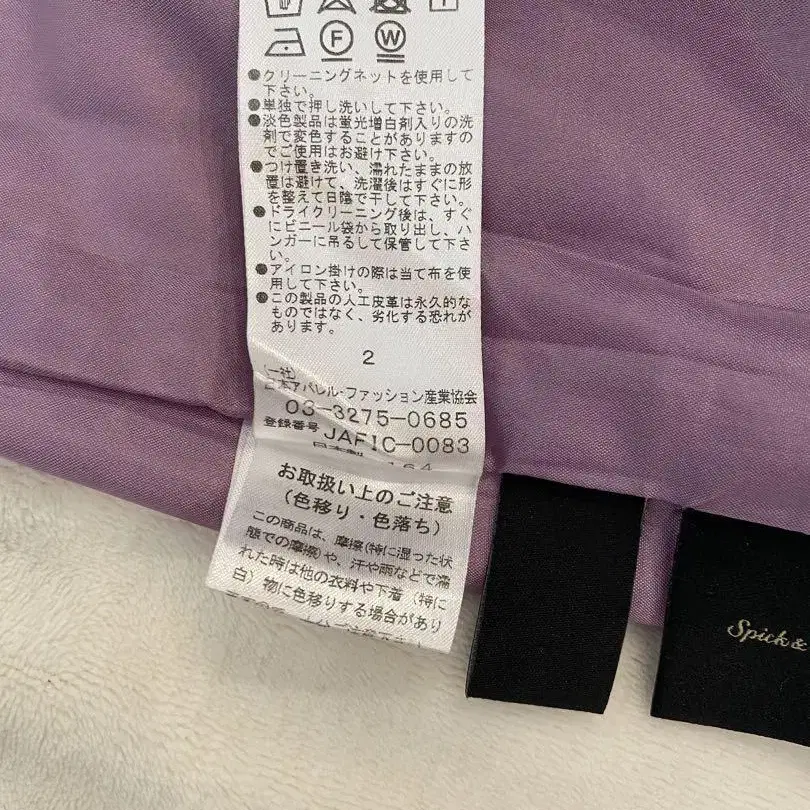 F W
●クリーニングネットを使用して
下さい。
●単独で押し洗いして下さい。
●淡色製品は蛍光増白剤入りの洗
剤で変色することがありますの
でご使用はお避け下さい。
●つけ置き洗い、濡れたままの放
置は避けて、洗濯後はすぐに形
を整えて日陰で干して下さい。
●ドライクリーニング後は、すぐ
にビニール袋から取り出し、ハ
ンガーに吊るして保管して下さ
い。
●アイロン掛けの際は当て布を使
用して下さい。
●この製品の人工皮革は永久的な
ものではなく、劣化する恐れが
あります。
2
(一社)
日本アパレル・ファッション産業協会
03-3275-0685
登録番号 JAFIC-0083
日本製 164
お取扱い上のご注意
(色移り・色落ち)
この商品は、摩擦(特に湿った状
態での摩擦)や、汗や雨などで濡
れた時は他の衣料や下着(特に
白)物に色移りする場合があり
Spick &